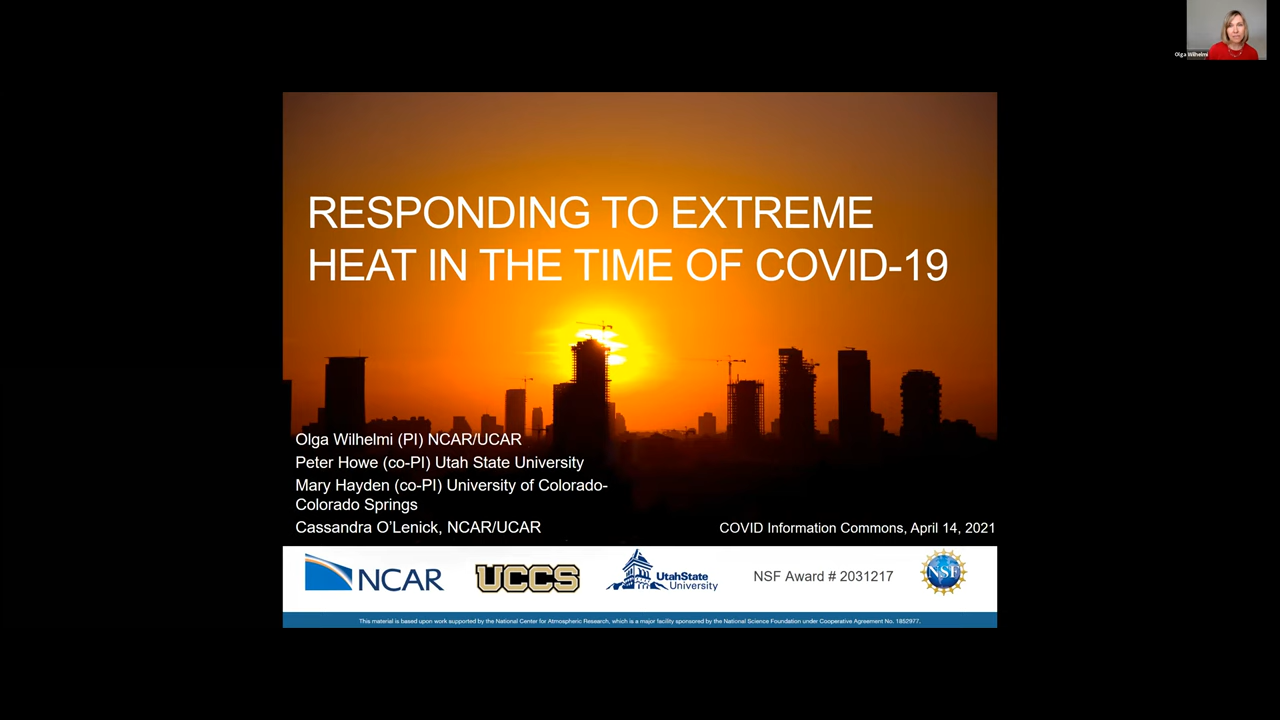 Olga Wilhelmi
RESPONDING TO EXTREME
HEAT IN THE TIME OF COVID-19
Olga Wilhelmi (PI) NCAR/UCAR
Peter Howe (co-PI) Utah State University
Mary Hayden (co-PI) University of Colorado-
Colorado Springs
Cassandra O'Lenick, NCAR/UCAR
COVID Information Commons, April 14, 2021
NCAR
UCCS
UtahState
University
NSF Award # 2031217
NSF
This material is based upon work supported by the National Center for Atmospheric Research, which is a major facility sponsored by the National Science Foundation under Cooperative Agreement No. 1852977.